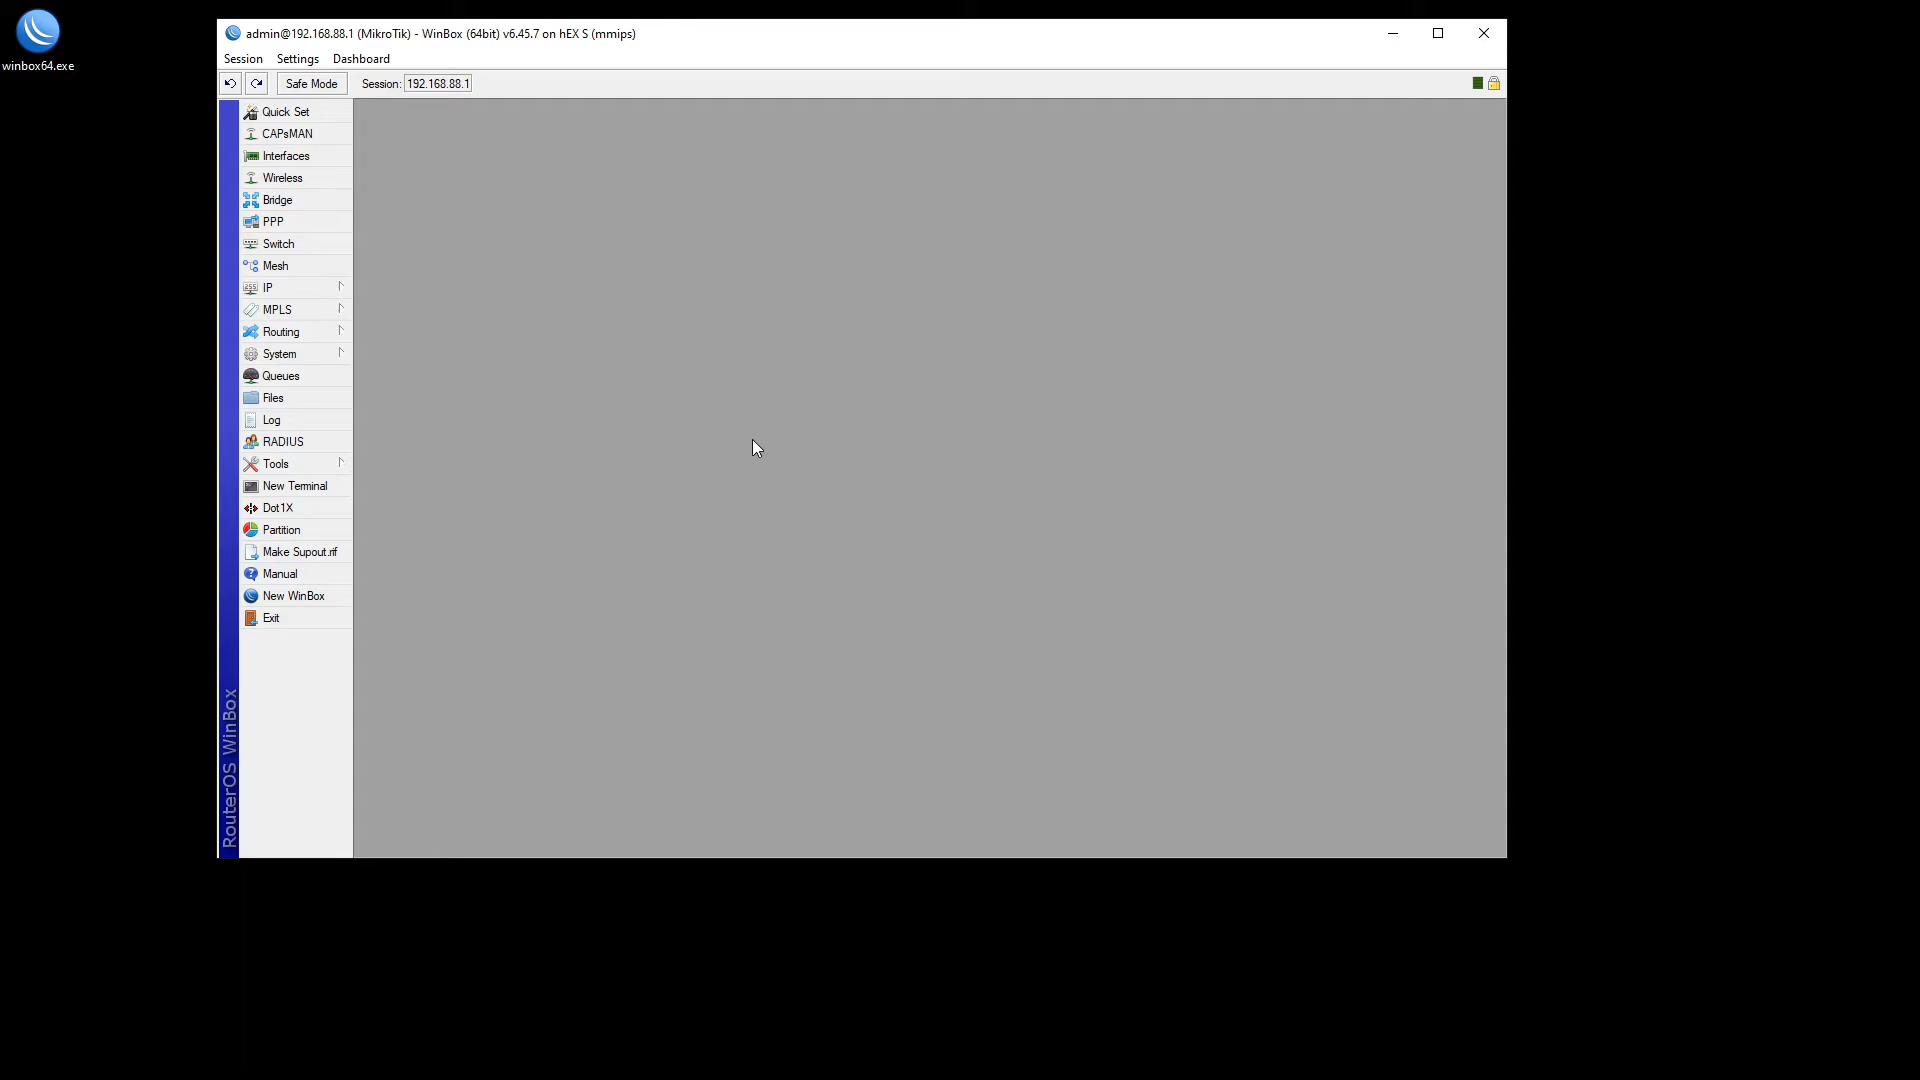 winbox64.exe
admin@192.168.88.1 (MikroTik) - WinBox (64bit) v6.45.7 on hEX S (mmips)
Session Settings Dashboard
Safe Mode Session: 192.168.88.1
Quick Set
CAPsMAN
Interfaces
Wireless
Bridge
PPP
Switch
Mesh
255 IP
MPLS
Routing
System
Queues
Files
Log
RADIUS
Tools
New Terminal
Dot1X
Partition
Make Supout.rif
Manual
New WinBox
Exit
RouterOS WinBox